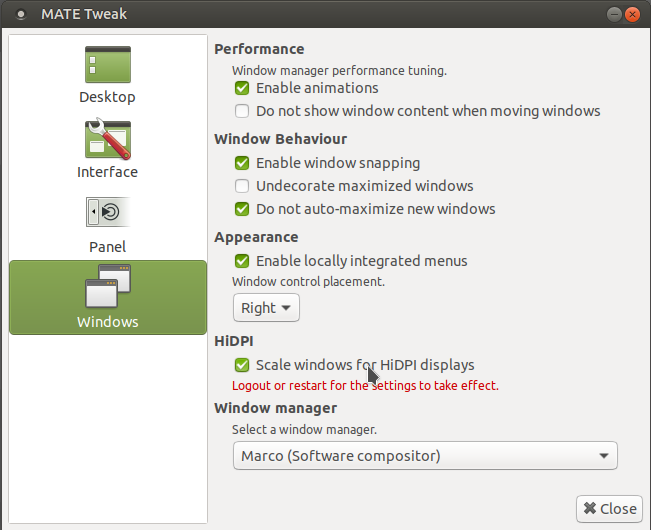 MATE Tweak
Desktop
Interface
Panel
Windows
Performance
Window manager performance tuning.
Enable animations
Do not show window content when moving windows
Window Behaviour
Enable window snapping
Undecorate maximized windows
Do not auto-maximize new windows
Appearance
Enable locally integrated menus
Window control placement.
Right
HiDPI
Scale windows for HiDPI displays
Logout or restart for the settings to take effect.
Window manager
Select a window manager.
Marco (Software compositor)
Close